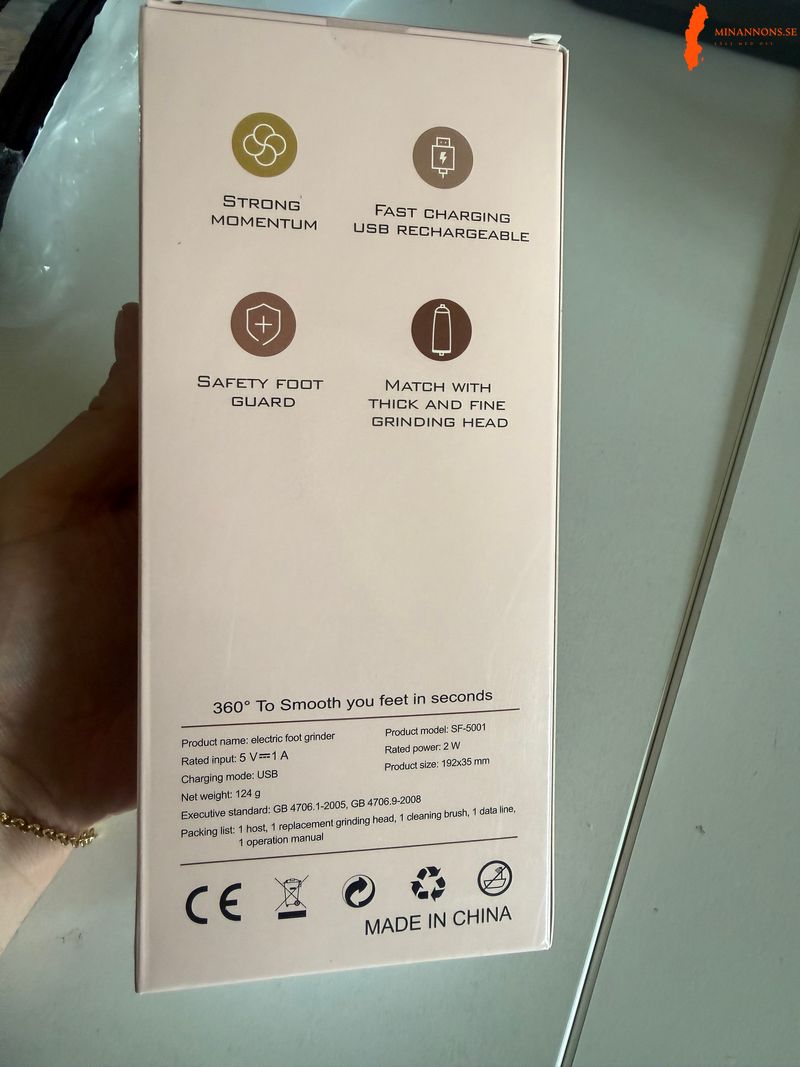 MINANNONS.SE
STRONG
MOMENTUM
FAST CHARGING
USB RECHARGEABLE
SAFETY FOOT
GUARD
MATCH WITH
THICK AND FINE
GRINDING HEAD
360° To Smooth you feet in seconds
Product name: electric foot grinder
Rated input: 5 V⎓1 A
Charging mode: USB
Net weight: 124 g
Product model: SF-5001
Rated power: 2 W
Product size: 192x35 mm
Executive standard: GB 4706.1-2005, GB 4706.9-2008
Packing list: 1 host, 1 replacement grinding head, 1 cleaning brush, 1 data line,
1 operation manual
CE
MADE IN CHINA